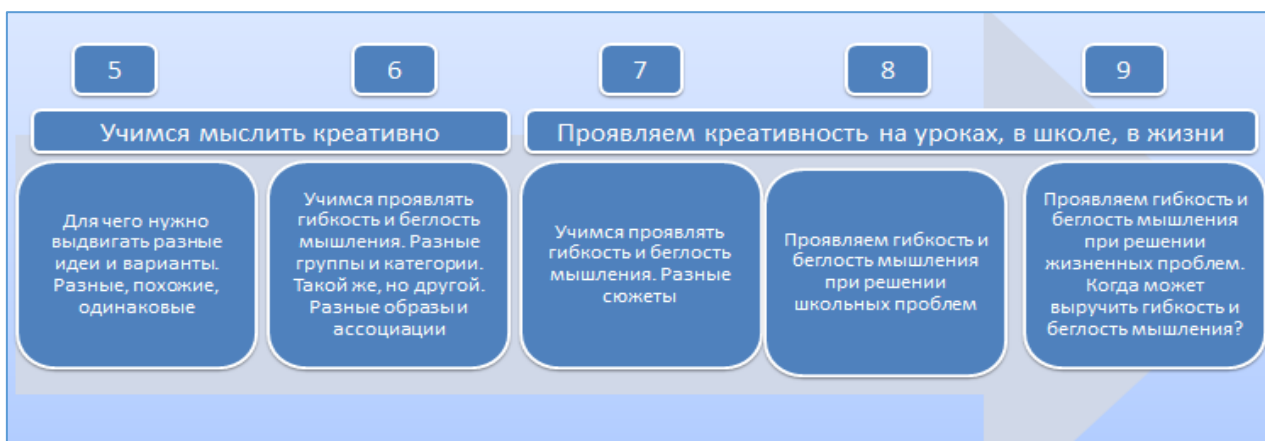 5
6
7
8
9
Учимся мыслить креативно
Проявляем креативность на уроках, в школе, в жизни
Для чего нужно
выдвигать разные
идеи и варианты.
Разные, похожие,
одинаковые
Учимся проявлять
гибкость и беглость
мышления. Разные
группы и категории.
Такой же, но другой.
Разные образы и
ассоциации
Учимся проявлять
гибкость и беглость
мышления. Разные
сюжеты
Проявляем гибкость и
беглость мышления
при решении
школьных проблем
Проявляем гибкость и
беглость мышления
при решении
жизненных проблем.
Когда может
выручить гибкость и
беглость мышления?